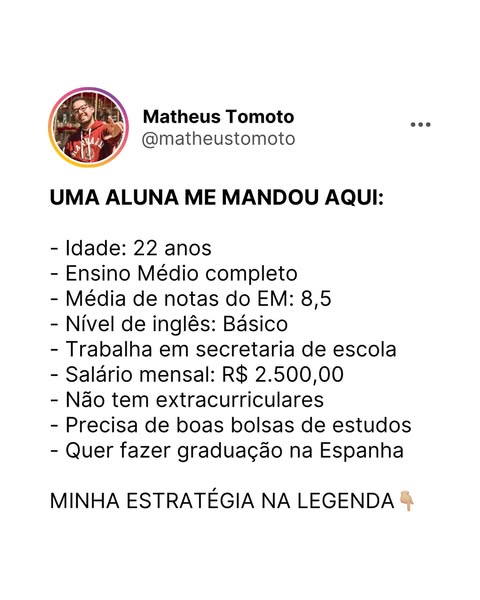 Matheus Tomoto
@matheustomoto
UMA ALUNA ME MANDOU AQUI:
- Idade: 22 anos
- Ensino Médio completo
- Média de notas do EM: 8,5
- Nível de inglês: Básico
- Trabalha em secretaria de escola
- Salário mensal: R$ 2.500,00
- Não tem extracurriculares
- Precisa de boas bolsas de estudos
- Quer fazer graduação na Espanha
MINHA ESTRATÉGIA NA LEGENDA👇🏼